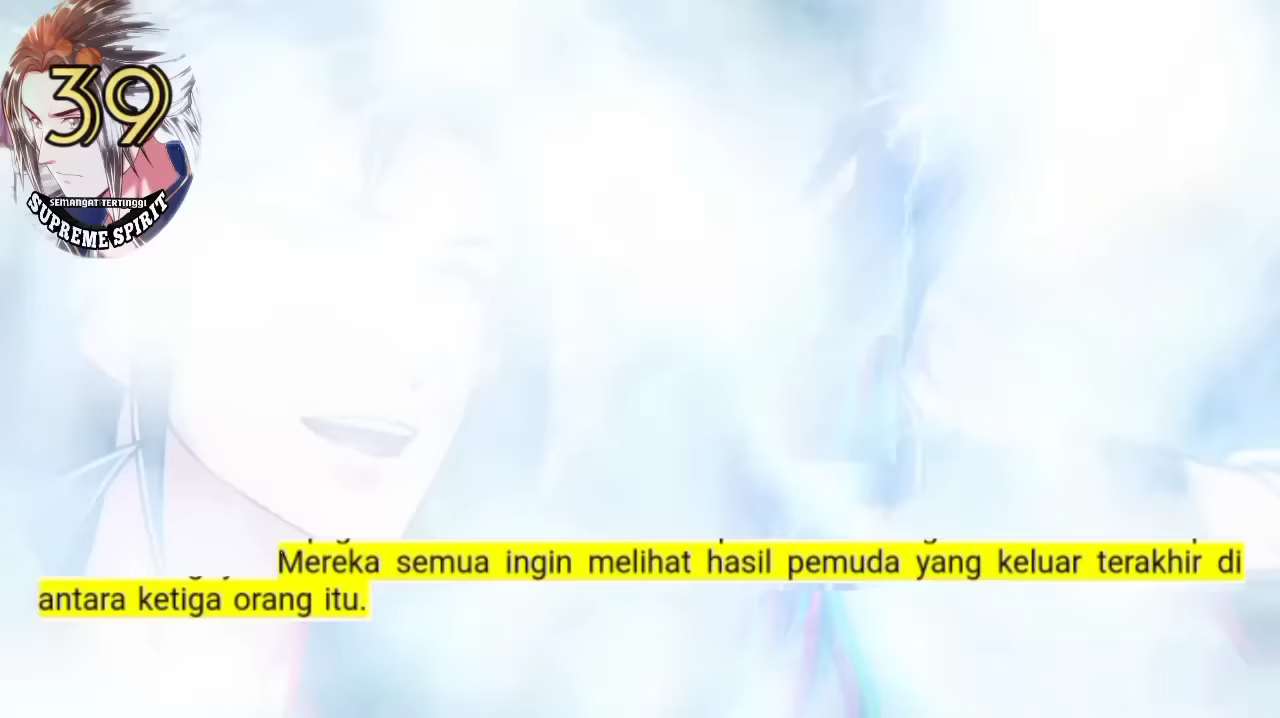 39
SEMANGAT TERTINGGI
SUPREME SPIRIT
Mereka semua ingin melihat hasil pemuda yang keluar terakhir di
antara ketiga orang itu.